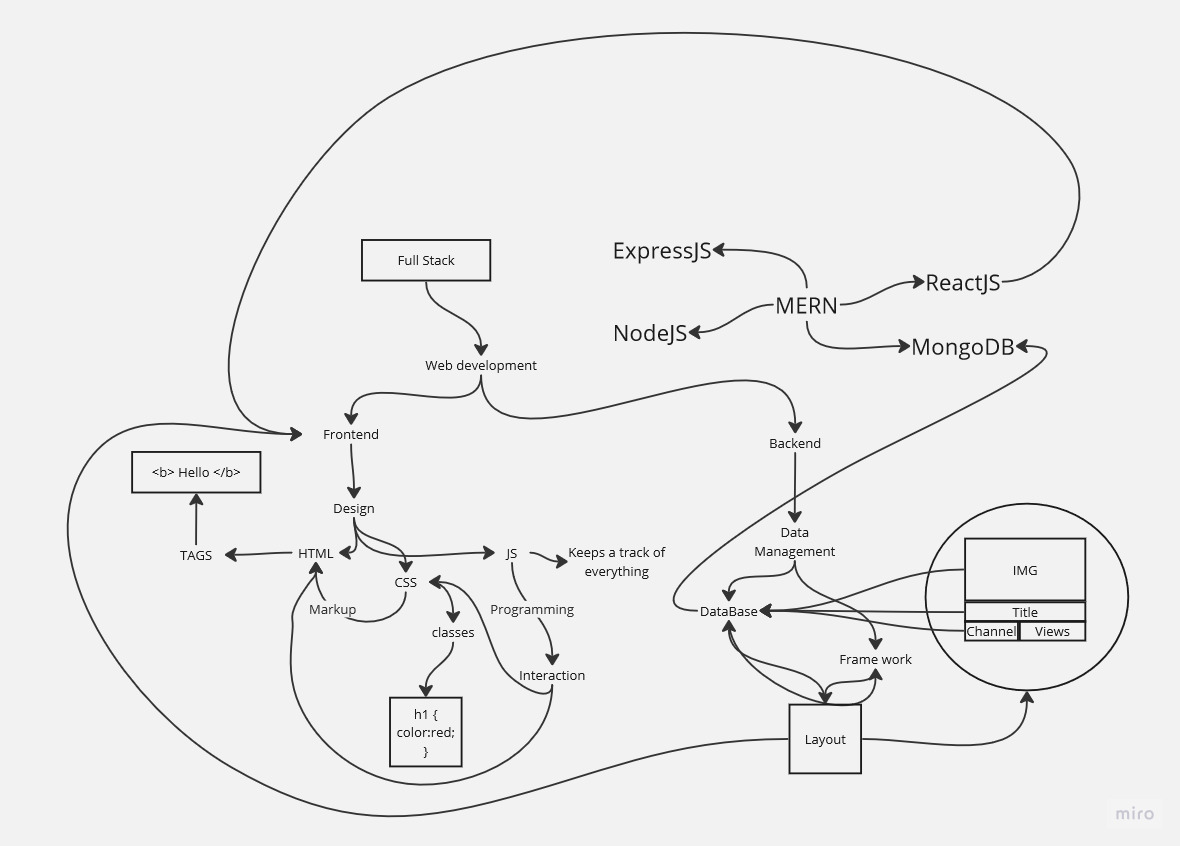 Full Stack
ExpressJS
ReactJS
MERN
NodeJS
MongoDB
Web development
Frontend
Backend
<b> Hello </b>
Design
Data
Management
TAGS
HTML
JS
Keeps a track of
everything
CSS
IMG
Markup
Programming
DataBase
Title
classes
Channel
Views
Frame work
Interaction
h1 {
color:red;
}
Layout
miro